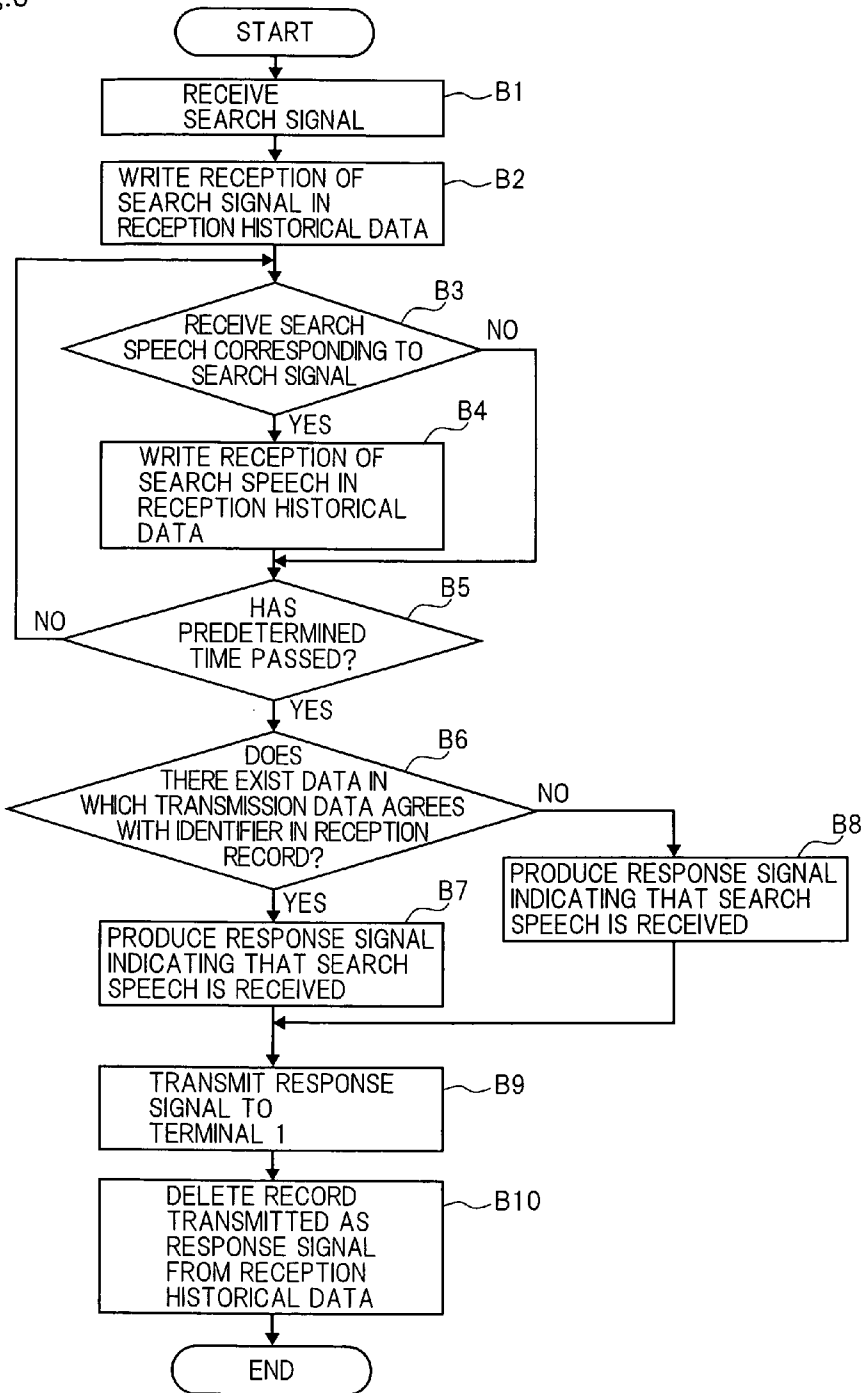 START
RECEIVE
SEARCH SIGNAL
B1
WRITE RECEPTION OF
SEARCH SIGNAL IN
RECEPTION HISTORICAL DATA
B2
B3
RECEIVE SEARCH
SPEECH CORRESPONDING TO
SEARCH SIGNAL
NO
YES
B4
WRITE RECEPTION OF
SEARCH SPEECH IN
RECEPTION HISTORICAL
DATA
B5
HAS
PREDETERMINED
TIME PASSED?
NO
YES
B6
DOES
THERE EXIST DATA IN
WHICH TRANSMISSION DATA AGREES
WITH IDENTIFIER IN RECEPTION
RECORD?
NO
YES
B7
PRODUCE RESPONSE SIGNAL
INDICATING THAT SEARCH
SPEECH IS RECEIVED
B8
PRODUCE RESPONSE SIGNAL
INDICATING THAT SEARCH
SPEECH IS RECEIVED
TRANSMIT RESPONSE
SIGNAL TO
TERMINAL 1
B9
DELETE RECORD
TRANSMITTED AS
RESPONSE SIGNAL
FROM RECEPTION
HISTORICAL DATA
B10
END